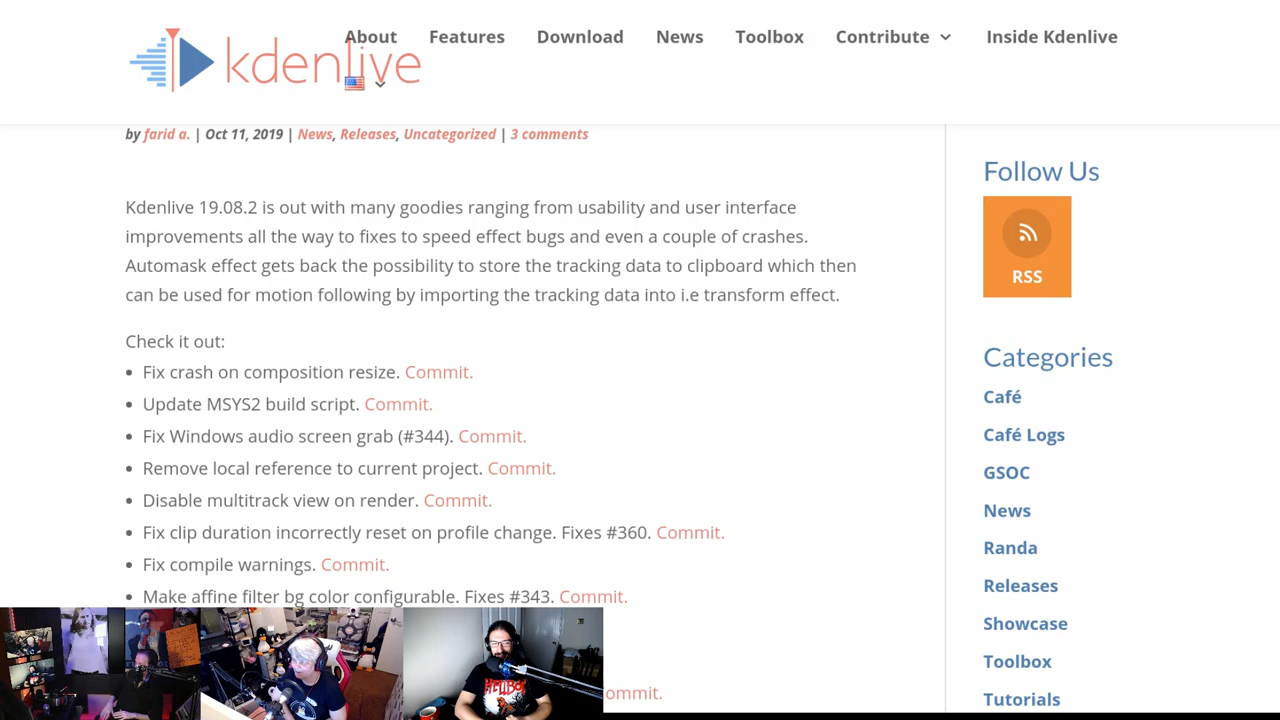 kdenlive
About Features Download News Toolbox Contribute Inside Kdenlive
by farid a. | Oct 11, 2019 | News, Releases, Uncategorized | 3 comments
Kdenlive 19.08.2 is out with many goodies ranging from usability and user interface
improvements all the way to fixes to speed effect bugs and even a couple of crashes.
Automask effect gets back the possibility to store the tracking data to clipboard which then
can be used for motion following by importing the tracking data into i.e transform effect.
Check it out:
• Fix crash on composition resize. Commit.
• Update MSYS2 build script. Commit.
• Fix Windows audio screen grab (#344). Commit.
• Remove local reference to current project. Commit.
• Disable multitrack view on render. Commit.
• Fix clip duration incorrectly reset on profile change. Fixes #360. Commit.
• Fix compile warnings. Commit.
• Make affine filter bg color configurable. Fixes #343. Commit.
ommit.
Follow Us
RSS
Categories
Café
Café Logs
GSOC
News
Randa
Releases
Showcase
Toolbox
Tutorials
HELLBOY